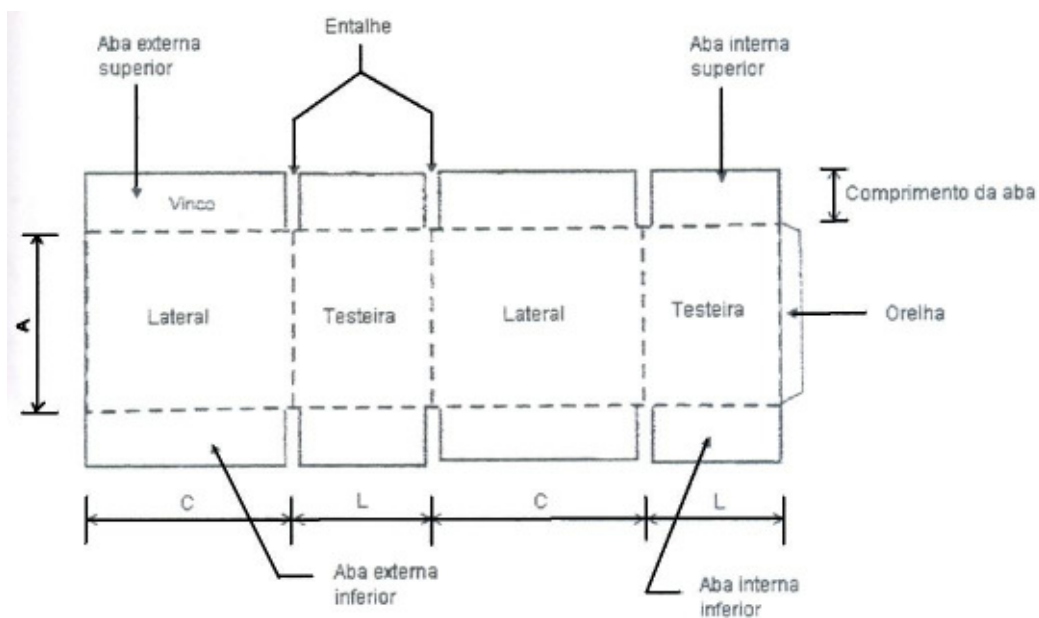 Entalhe
Aba externa
superior
Aba interna
superior
Vinco
Comprimento da aba
A
Lateral
Testeira
Lateral
Testeira
Orelha
C
L
C
L
Aba externa
inferior
Aba interna
inferior